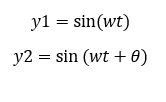 y1 = sin(wt)
y2 = sin (wt + θ)